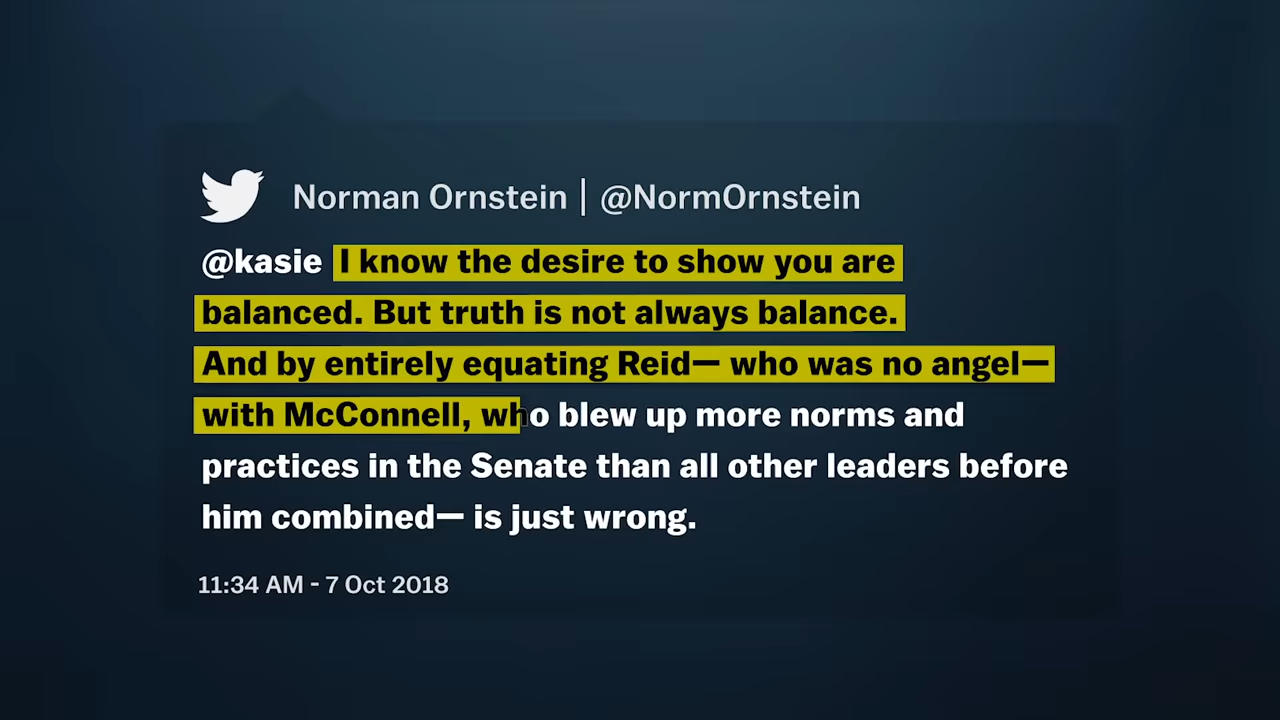 Norman Ornstein | @NormOrnstein
@kasie I know the desire to show you are
balanced. But truth is not always balance.
And by entirely equating Reid— who was no angel—
with McConnell, who blew up more norms and
practices in the Senate than all other leaders before
him combined— is just wrong.
11:34 AM - 7 Oct 2018